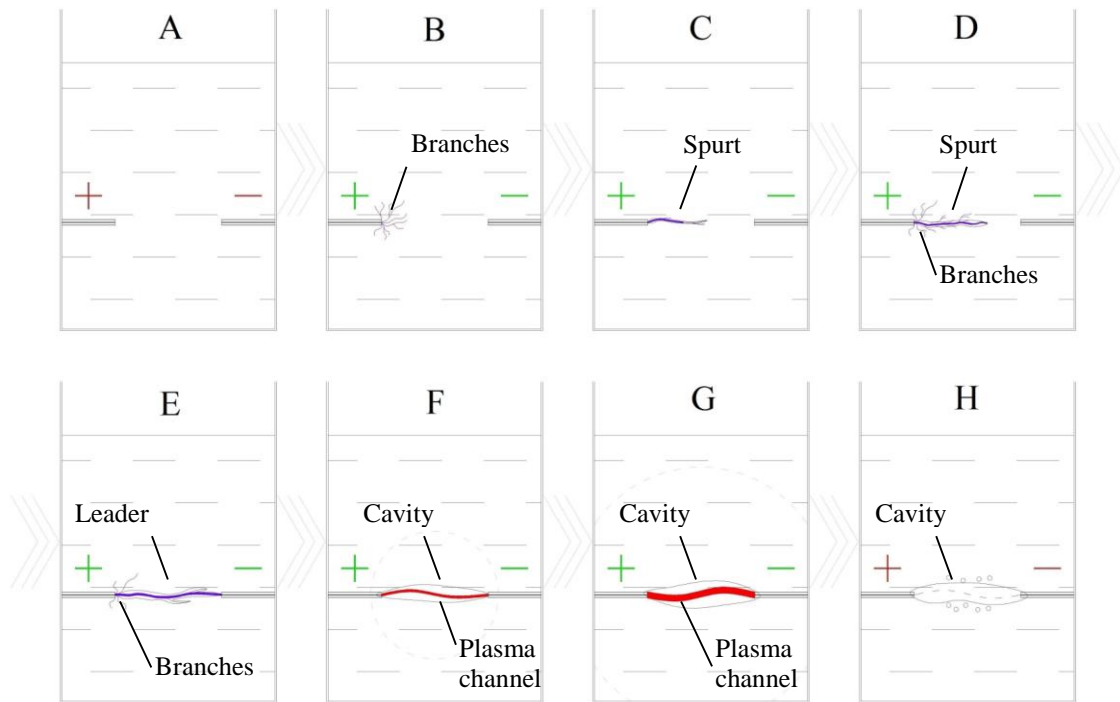 A
B
C
D
Branches
Spurt
Spurt
Branches
E
F
G
H
Leader
Cavity
Cavity
Cavity
Branches
Plasma
channel
Plasma
channel